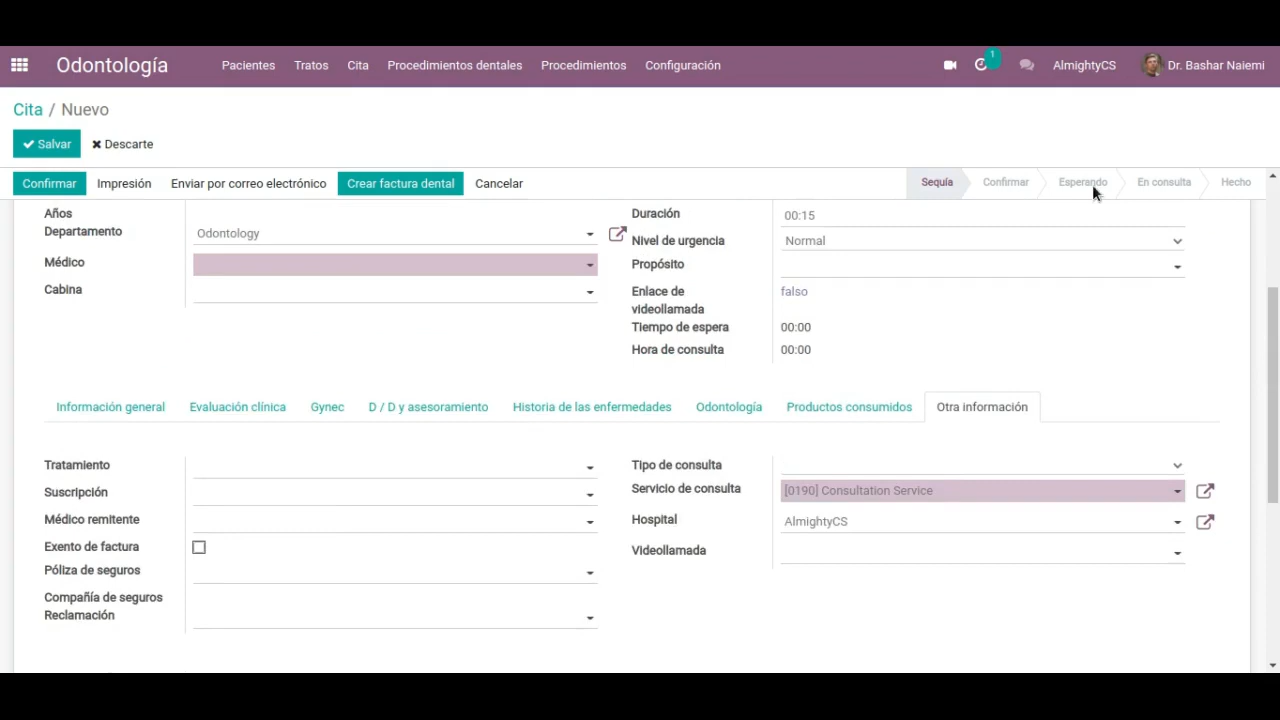 Odontología Pacientes Tratos Cita Procedimientos dentales Procedimientos Configuración 1 AlmightyCS Dr. Bashar Naiemi
Cita / Nuevo
Salvar Descarte
Confirmar Impresión Enviar por correo electrónico Crear factura dental Cancelar Sequía Confirmar Esperando En consulta Hecho
Años
Departamento Odontology
Médico
Cabina
Duración 00:15
Nivel de urgencia Normal
Propósito
Enlace de
videollamada falso
Tiempo de espera 00:00
Hora de consulta 00:00
Información general Evaluación clínica Gynec D / D y asesoramiento Historia de las enfermedades Odontología Productos consumidos Otra información
Tratamiento
Suscripción
Médico remitente
Exento de factura
Póliza de seguros
Compañía de seguros
Reclamación
Tipo de consulta
Servicio de consulta [0190] Consultation Service
Hospital AlmightyCS
Videollamada